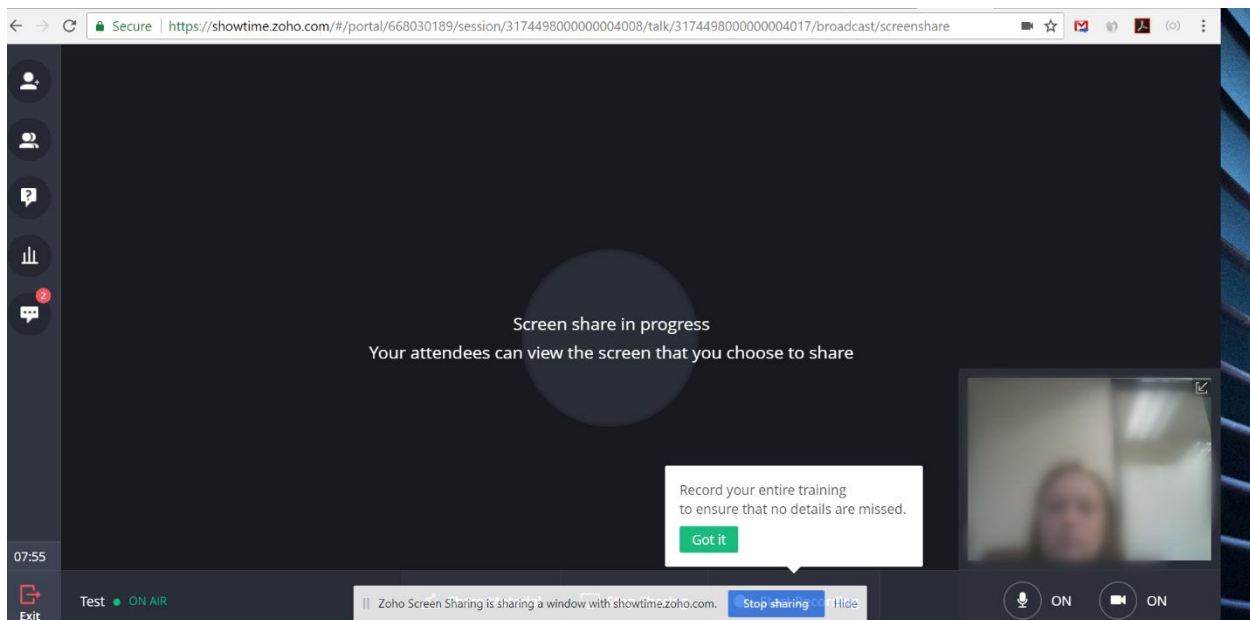 Secure
https://showtime.zoho.com/#/portal/668030189/session/3174498000000004008/talk/3174498000000004017/broadcast/screenshare
2
Screen share in progress
Your attendees can view the screen that you choose to share
Record your entire training
to ensure that no details are missed.
Got it
07:55
Exit
Test ON AIR
Zoho Screen Sharing is sharing a window with showtime.zoho.com. Stop sharing Hide
ON
ON